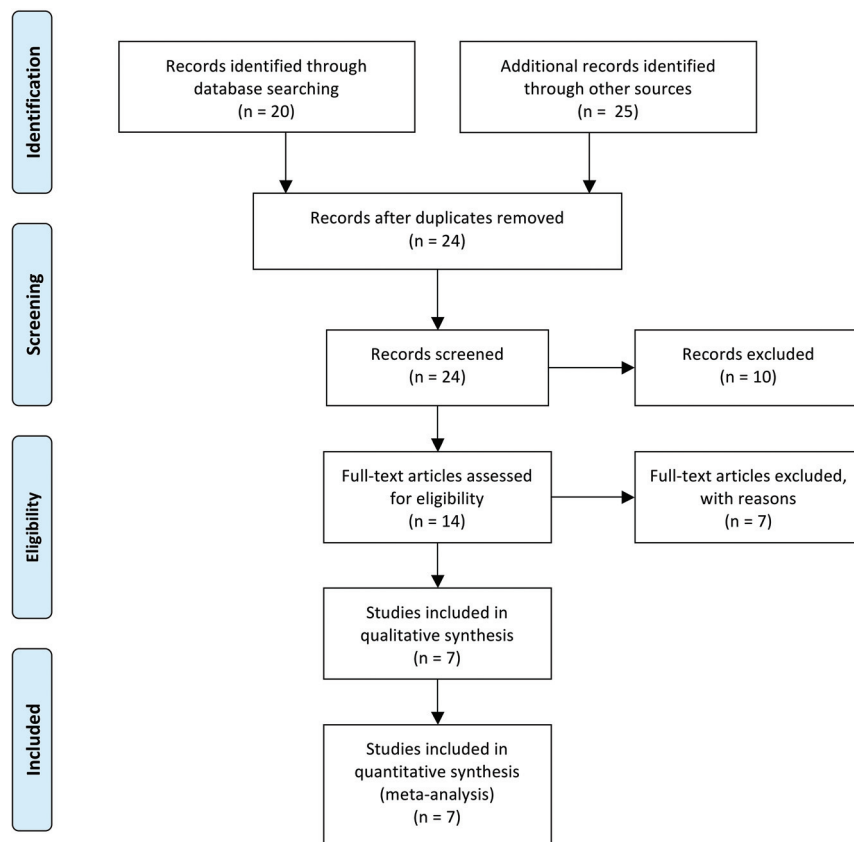 Identification
Records identified through
database searching
(n = 20)
Additional records identified
through other sources
(n = 25)
Records after duplicates removed
(n = 24)
Screening
Records screened
(n = 24)
Records excluded
(n = 10)
Eligibility
Full-text articles assessed
for eligibility
(n = 14)
Full-text articles excluded,
with reasons
(n = 7)
Studies included in
qualitative synthesis
(n = 7)
Included
Studies included in
quantitative synthesis
(meta-analysis)
(n = 7)